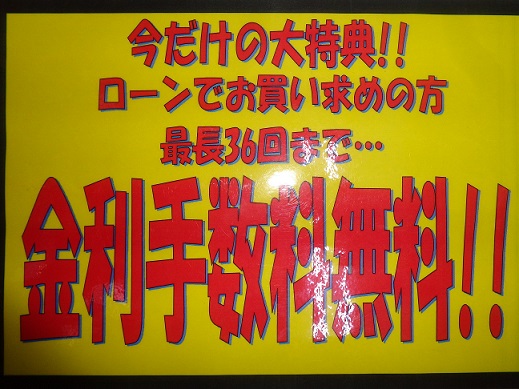 今だけの大特典!!
ローンでお買い求めの方
最長36回まで…
金利手数料無料!!